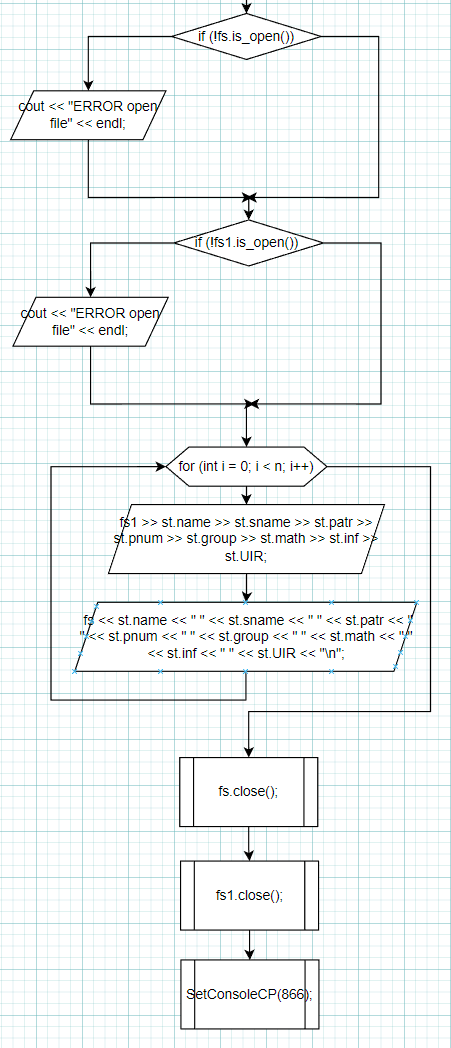 if (!fs.is_open())
cout << "ERROR open
file" << endl;
if (!fs1.is_open())
cout << "ERROR open
file" << endl;
for (int i = 0; i < n; i++)
fs1 >> st.name >> st.sname >> st.patr >>
st.pnum >> st.group >> st.math >> st.inf >>
st.UIR;
fs << st.name << " " << st.sname << " " << st.patr << "
" << st.pnum << " " << st.group << " " << st.math << " "
<< st.inf << " " << st.UIR << "\n";
fs.close();
fs1.close();
SetConsoleCP(866);